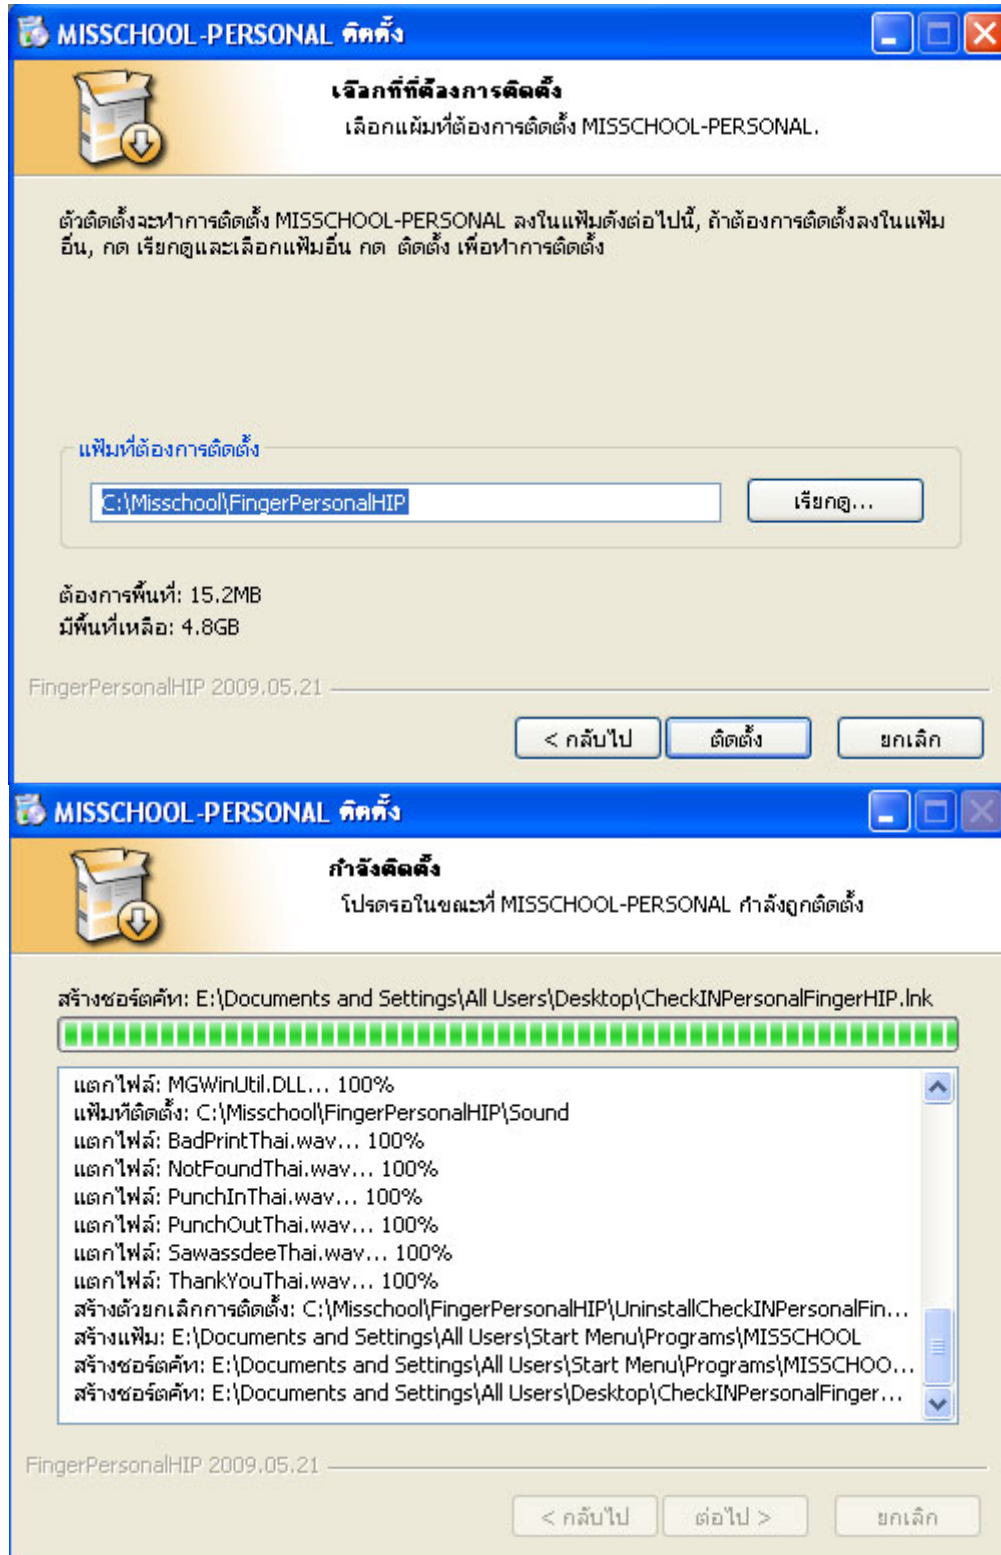 MISSCHOOL-PERSONAL ติดตั้ง
เลือกที่ที่ต้องการติดตั้ง
เลือกแฟ้มที่ต้องการติดตั้ง MISSCHOOL-PERSONAL.
ตัวติดตั้งจะทำการติดตั้ง MISSCHOOL-PERSONAL ลงในแฟ้มดังต่อไปนี้, ถ้าต้องการติดตั้งลงในแฟ้ม
อื่น, กด เรียกดูและเลือกแฟ้มอื่น กด ติดตั้ง เพื่อทำการติดตั้ง
แฟ้มที่ต้องการติดตั้ง
C:\Misschool\FingerPersonalHIP
เรียกดู...
ต้องการพื้นที่: 15.2MB
มีพื้นที่เหลือ: 4.8GB
FingerPersonalHIP 2009.05.21
< กลับไป ติดตั้ง ยกเลิก
MISSCHOOL-PERSONAL ติดตั้ง
กำลังติดตั้ง
โปรดรอในขณะที่ MISSCHOOL-PERSONAL กำลังถูกติดตั้ง
สร้างชอร์ตคัท: E:\Documents and Settings\All Users\Desktop\CheckINPersonalFingerHIP.lnk
แตกไฟล์: MGWinUtil.DLL... 100%
แฟ้มที่ติดตั้ง: C:\Misschool\FingerPersonalHIP\Sound
แตกไฟล์: BadPrintThai.wav... 100%
แตกไฟล์: NotFoundThai.wav... 100%
แตกไฟล์: PunchInThai.wav... 100%
แตกไฟล์: PunchOutThai.wav... 100%
แตกไฟล์: SawassdeeThai.wav... 100%
แตกไฟล์: ThankYouThai.wav... 100%
สร้างตัวยกเลิกการติดตั้ง: C:\Misschool\FingerPersonalHIP\UninstallCheckINPersonalFin...
สร้างแฟ้ม: E:\Documents and Settings\All Users\Start Menu\Programs\MISSCHOOL
สร้างชอร์ตคัท: E:\Documents and Settings\All Users\Start Menu\Programs\MISSCHOO...
สร้างชอร์ตคัท: E:\Documents and Settings\All Users\Desktop\CheckINPersonalFinger...
FingerPersonalHIP 2009.05.21
< กลับไป ต่อไป > ยกเลิก